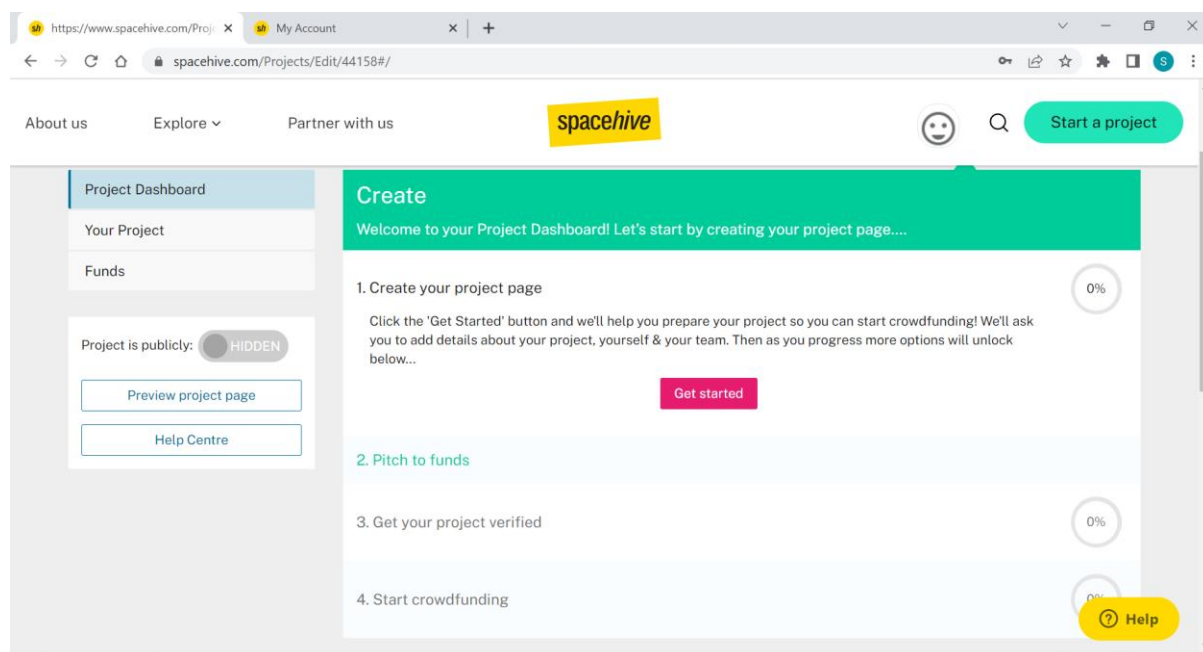 sh https://www.spacehive.com/Proj
sh My Account
spacehive.com/Projects/Edit/44158#/
S
About us
Explore
Partner with us
spacehive
Start a project
Project Dashboard
Your Project
Funds
Project is publicly: HIDDEN
Preview project page
Help Centre
Create
Welcome to your Project Dashboard! Let's start by creating your project page....
1. Create your project page
0%
Click the 'Get Started' button and we'll help you prepare your project so you can start crowdfunding! We'll ask
you to add details about your project, yourself & your team. Then as you progress more options will unlock
below...
Get started
2. Pitch to funds
3. Get your project verified
0%
4. Start crowdfunding
? Help